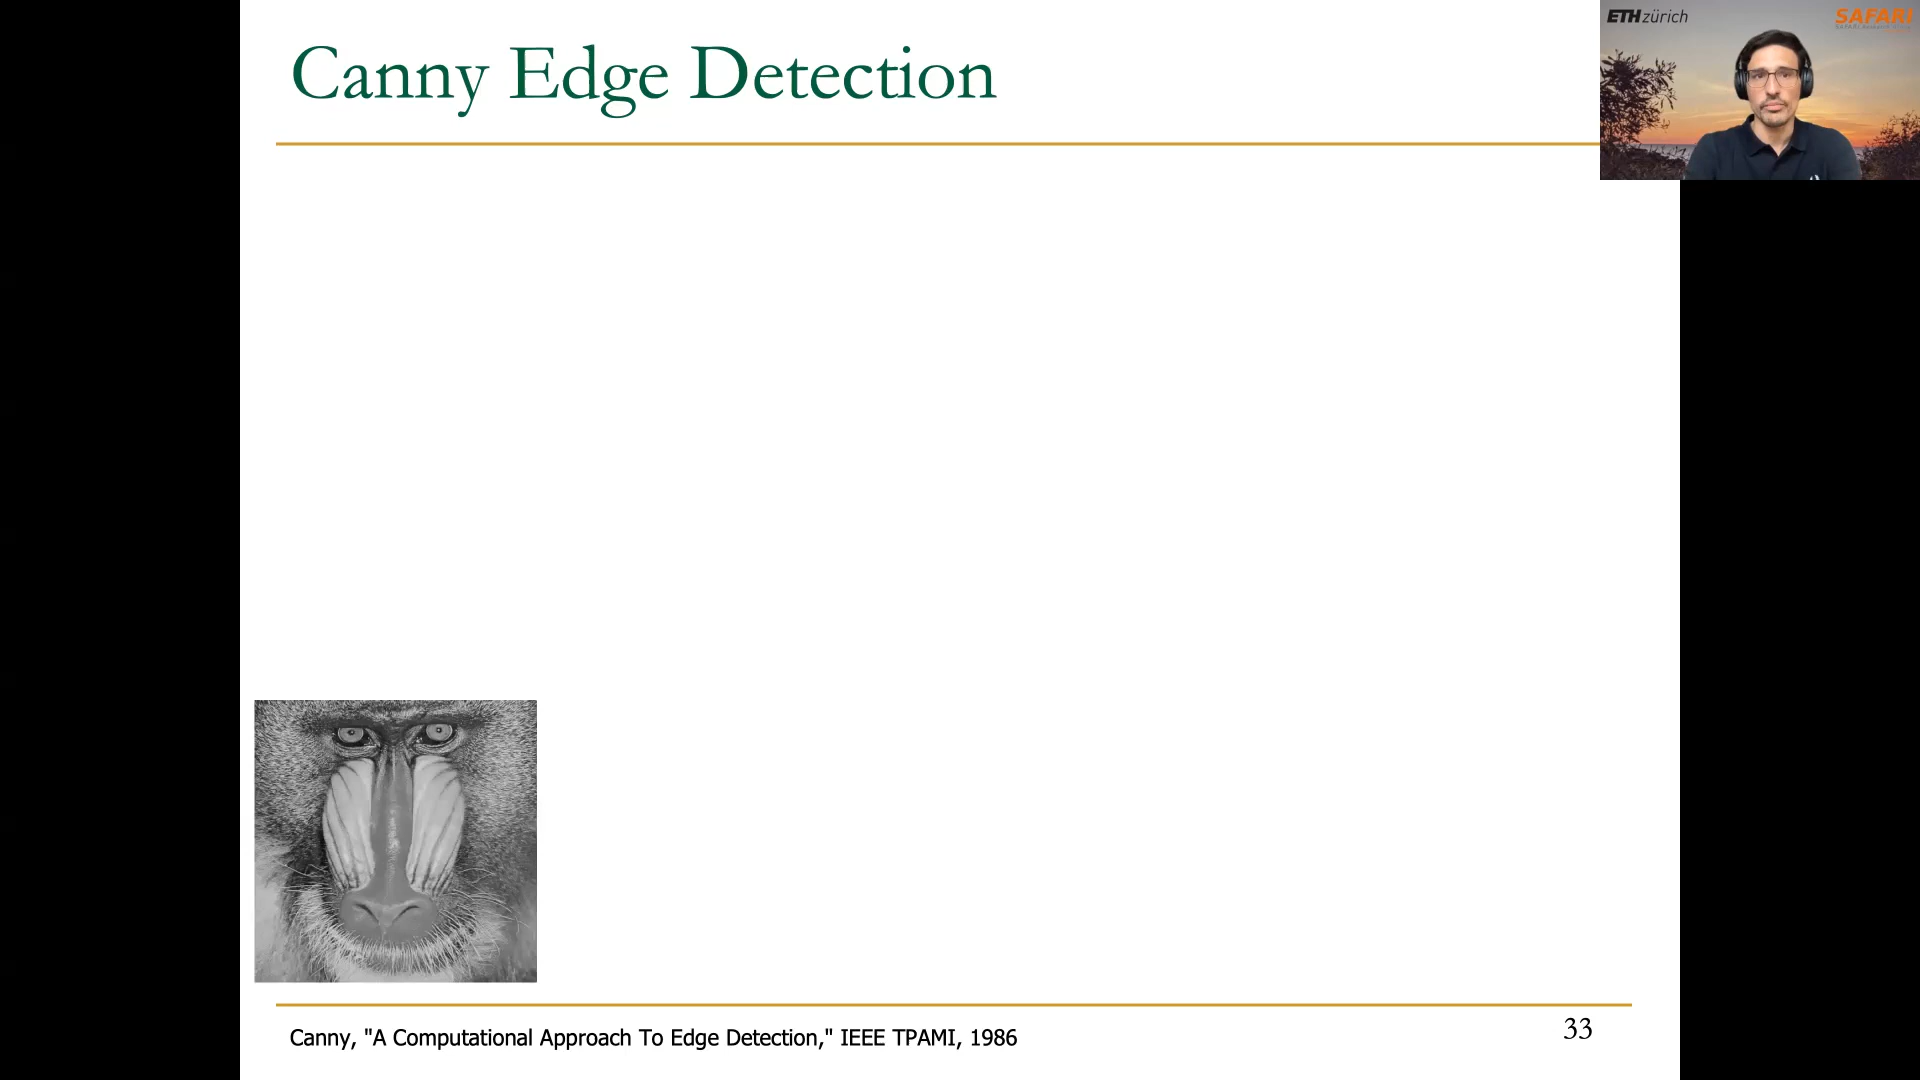 Canny Edge Detection
ETH zürich
SAFARI
Canny, "A Computational Approach To Edge Detection," IEEE TPAMI, 1986
33